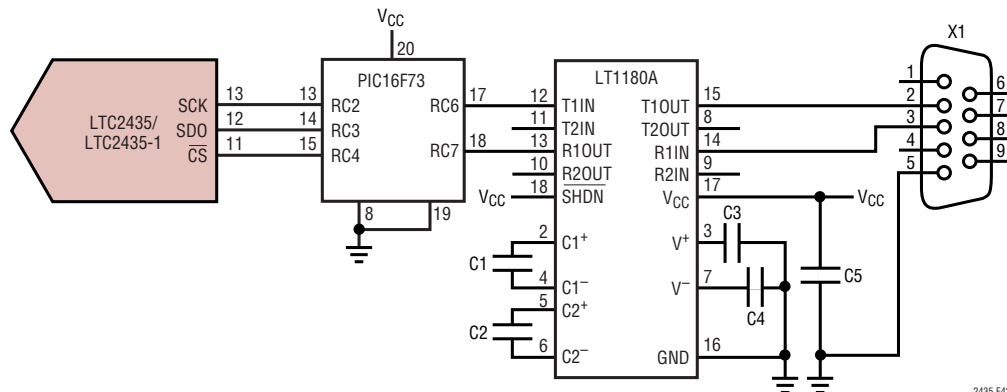 VCC
20
PIC16F73
LT1180A
X1
LTC2435/
LTC2435-1
SCK 13 13 RC2 RC6 17 12 T1IN T1OUT 15 1 6
SDO 12 14 RC3 11 T2IN T2OUT 8 2 7
CS 11 15 RC4 RC7 18 13 R1OUT R1IN 14 3 8
10 R2OUT R2IN 9 4 9
VCC 18 SHDN VCC 17 VCC 5
8 19
2 C1+ V+ 3 C3
C1
4 C1− V− 7 C4 C5
5 C2+
C2
6 C2− GND 16